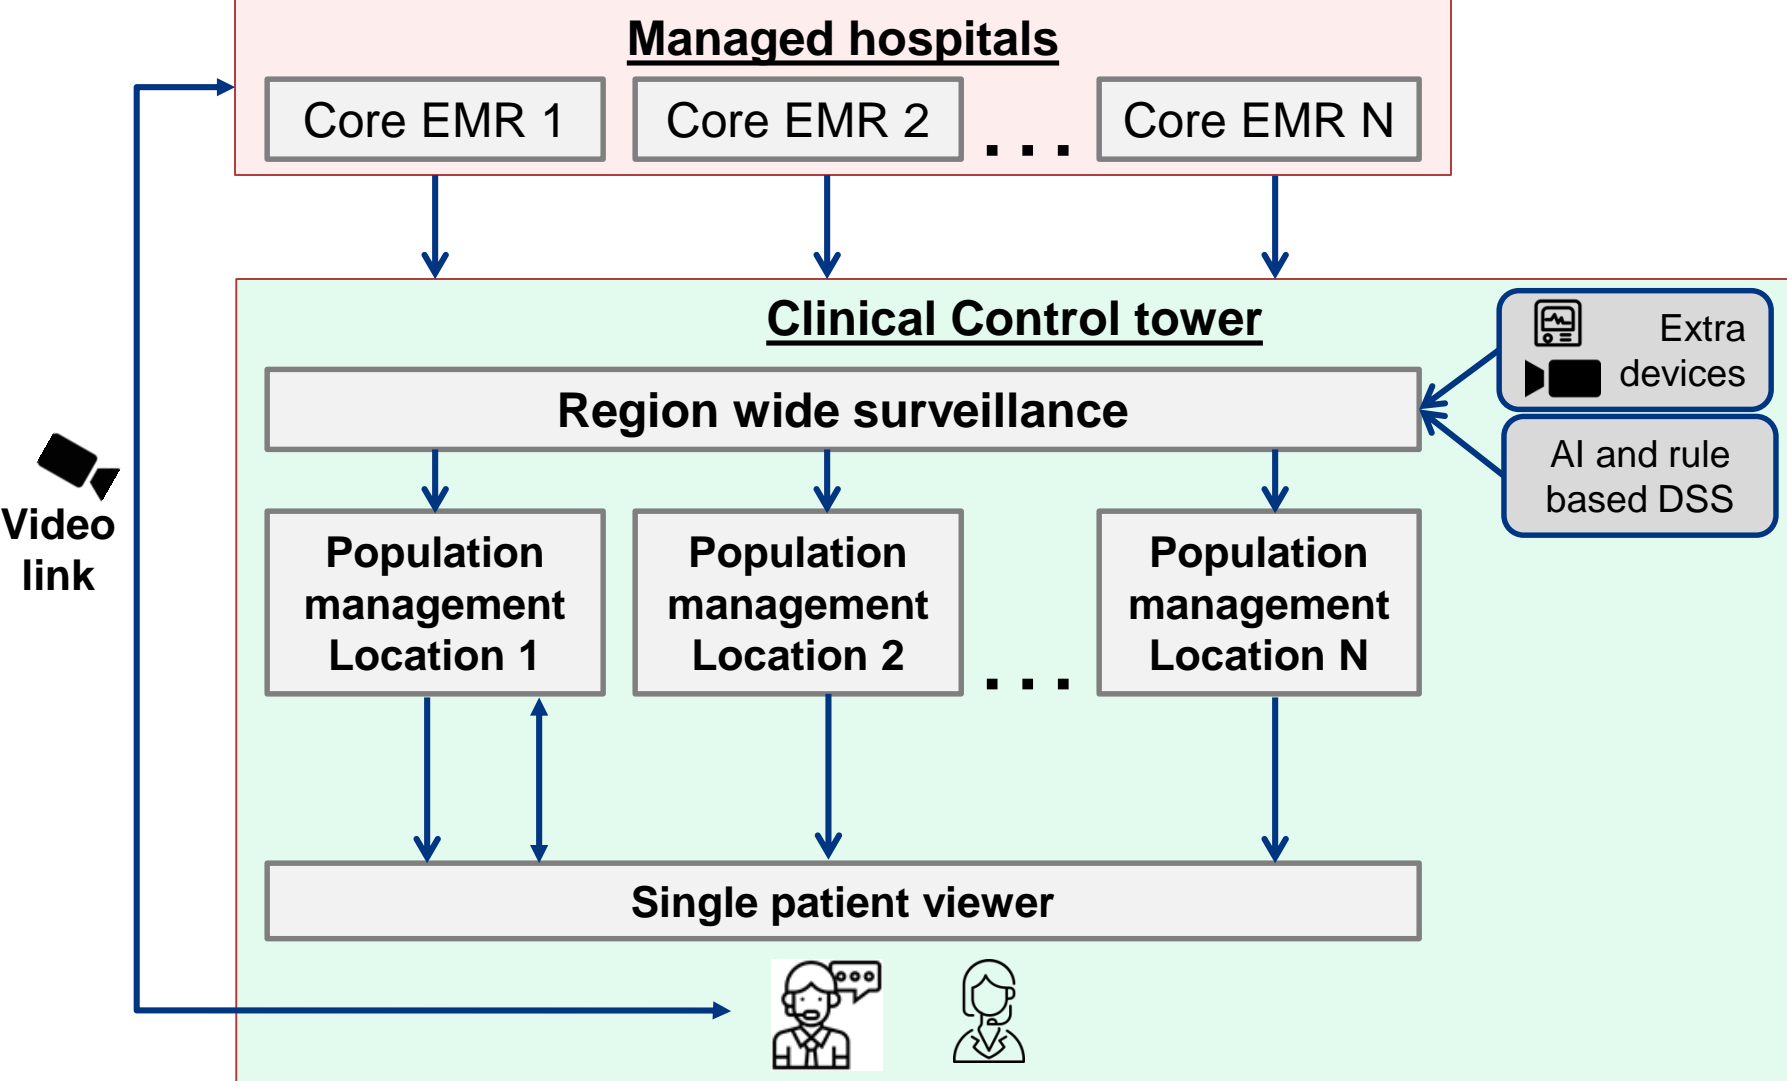 Managed hospitals
Core EMR 1
Core EMR 2
...
Core EMR N
Clinical Control tower
Extra
devices
Region wide surveillance
AI and rule
based DSS
Video
link
Population
management
Location 1
Population
management
Location 2
...
Population
management
Location N
Single patient viewer